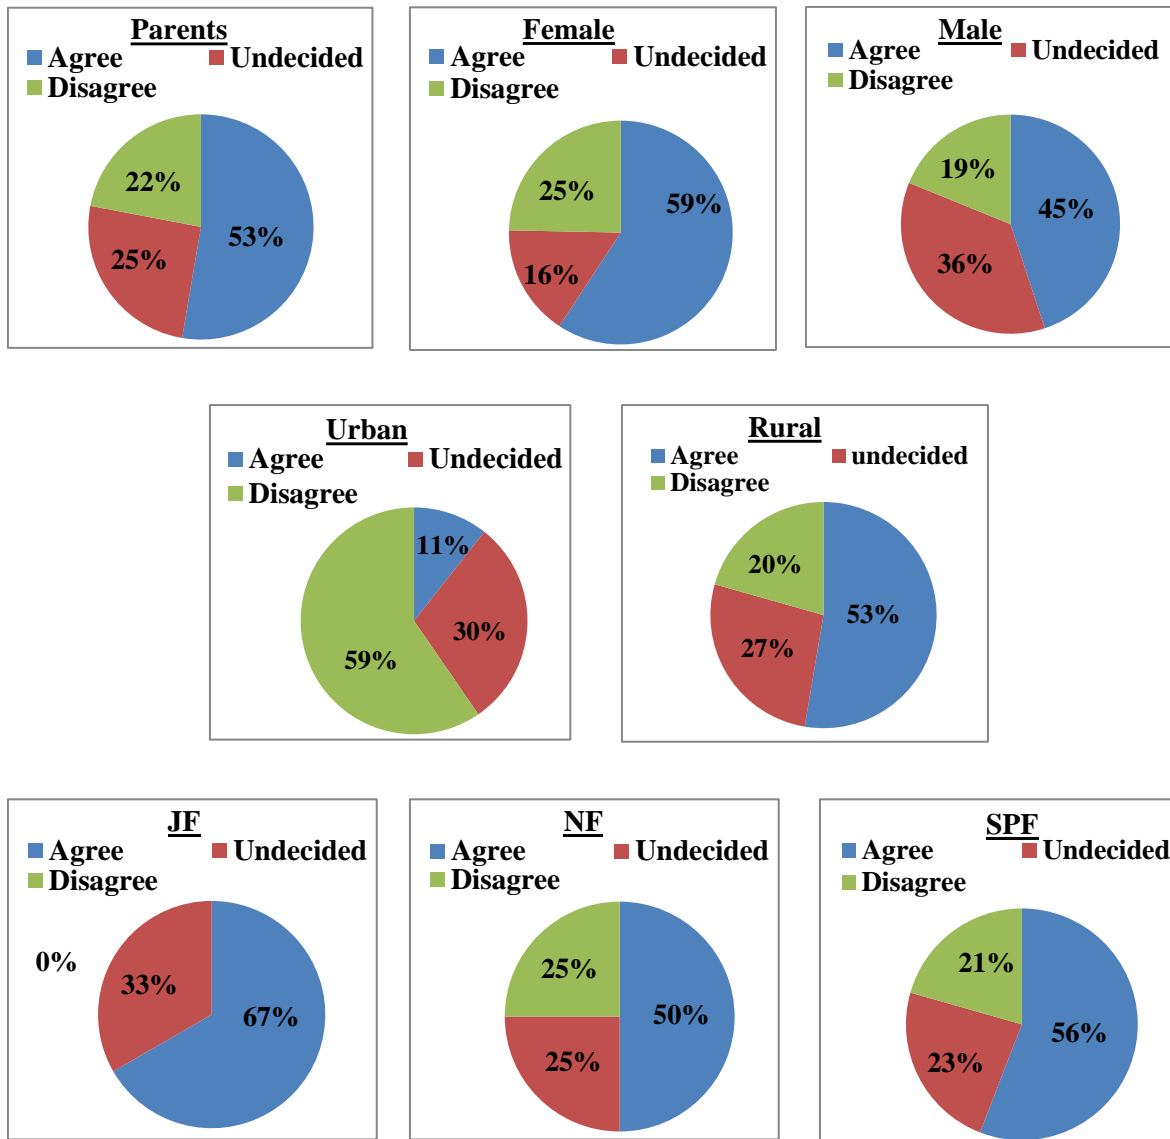 Parents
Agree Undecided
Disagree
22%
53%
25%
Female
Agree Undecided
Disagree
25%
59%
16%
Male
Agree Undecided
Disagree
19%
45%
36%
Urban
Agree Undecided
Disagree
11%
30%
59%
Rural
Agree undecided
Disagree
20%
53%
27%
JF
Agree Undecided
Disagree
0%
33%
67%
NF
Agree Undecided
Disagree
25%
50%
25%
SPF
Agree Undecided
Disagree
21%
56%
23%